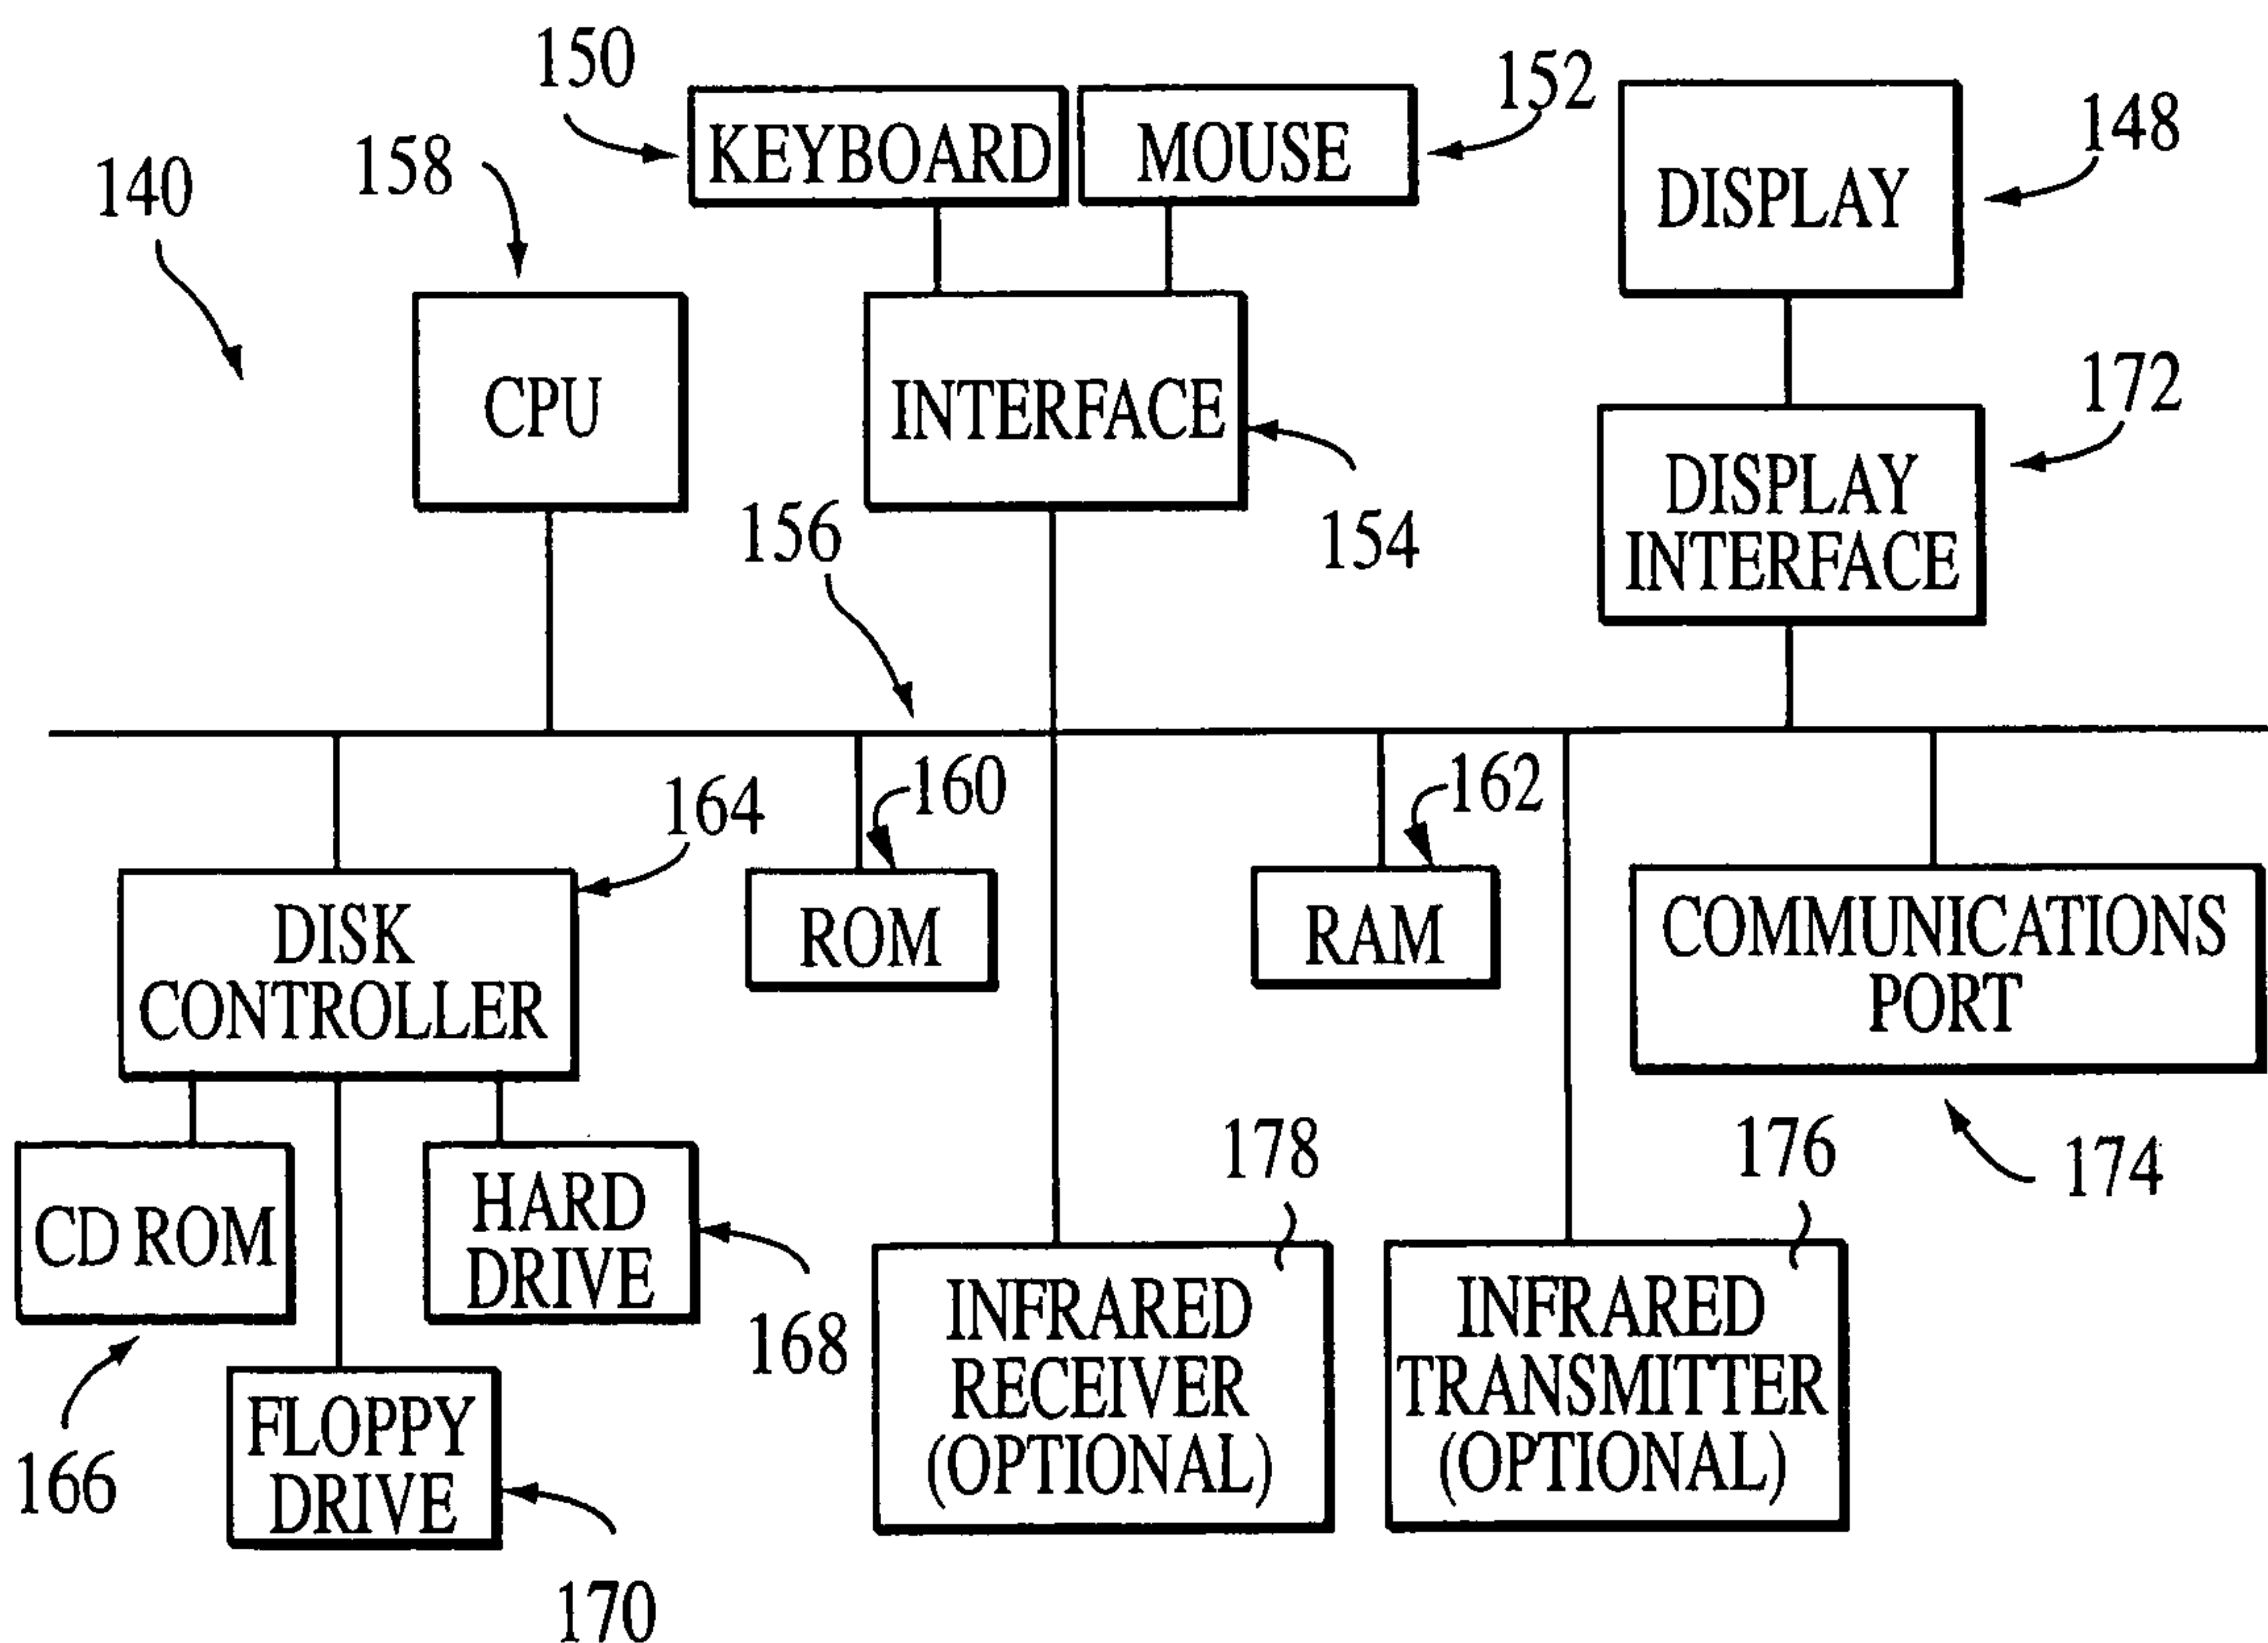 150
KEYBOARD
MOUSE
152
148
158
140
DISPLAY
CPU
INTERFACE
172
DISPLAY
INTERFACE
156
154
164
160
162
DISK
CONTROLLER
ROM
RAM
COMMUNICATIONS
PORT
178
176
174
CD ROM
HARD
DRIVE
168
INFRARED
RECEIVER
(OPTIONAL)
INFRARED
TRANSMITTER
(OPTIONAL)
166
FLOPPY
DRIVE
170